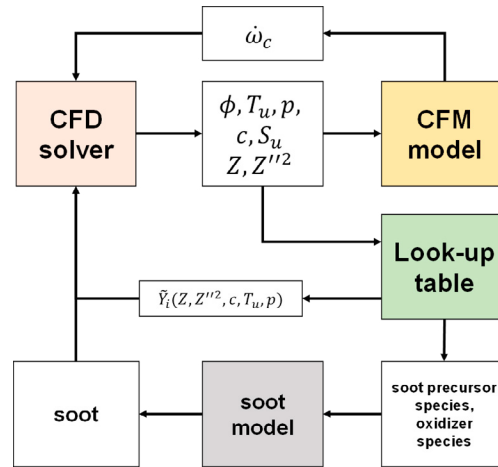 ω̇_c
CFD
solver
ϕ, T_u, p,
c, S_u
Z, Z''²
CFM
model
Look-up
table
Ỹ_i(Z, Z''², c, T_u, p)
soot
soot
model
soot precursor
species,
oxidizer
species